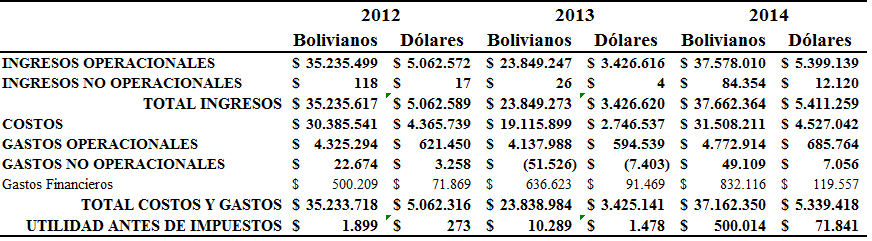 2012 2013 2014
Bolivianos Dólares Bolivianos Dólares Bolivianos Dólares
INGRESOS OPERACIONALES $ 35.235.499 $ 5.062.572 $ 23.849.247 $ 3.426.616 $ 37.578.010 $ 5.399.139
INGRESOS NO OPERACIONALES $ 118 $ 17 $ 26 $ 4 $ 84.354 $ 12.120
TOTAL INGRESOS $ 35.235.617 $ 5.062.589 $ 23.849.273 $ 3.426.620 $ 37.662.364 $ 5.411.259
COSTOS $ 30.385.541 $ 4.365.739 $ 19.115.899 $ 2.746.537 $ 31.508.211 $ 4.527.042
GASTOS OPERACIONALES $ 4.325.294 $ 621.450 $ 4.137.988 $ 594.539 $ 4.772.914 $ 685.764
GASTOS NO OPERACIONALES $ 22.674 $ 3.258 $ (51.526) $ (7.403) $ 49.109 $ 7.056
Gastos Financieros $ 500.209 $ 71.869 $ 636.623 $ 91.469 $ 832.116 $ 119.557
TOTAL COSTOS Y GASTOS $ 35.233.718 $ 5.062.316 $ 23.838.984 $ 3.425.141 $ 37.162.350 $ 5.339.418
UTILIDAD ANTES DE IMPUESTOS $ 1.899 $ 273 $ 10.289 $ 1.478 $ 500.014 $ 71.841